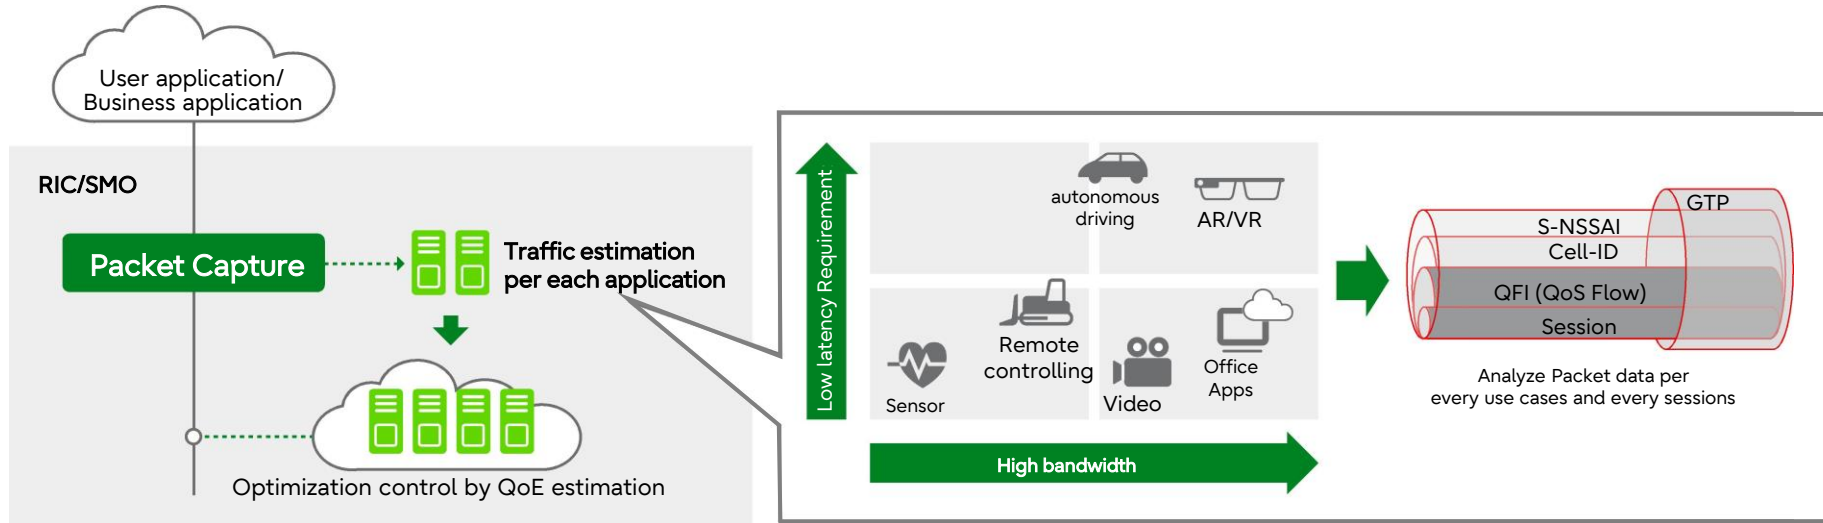 User application/
Business application
RIC/SMO
Packet Capture
Traffic estimation
per each application
Optimization control by QoE estimation
Low latency Requirement
autonomous
driving
AR/VR
Remote
controlling
Sensor
Video
Office
Apps
High bandwidth
GTP
S-NSSAI
Cell-ID
QFI (QoS Flow)
Session
Analyze Packet data per
every use cases and every sessions